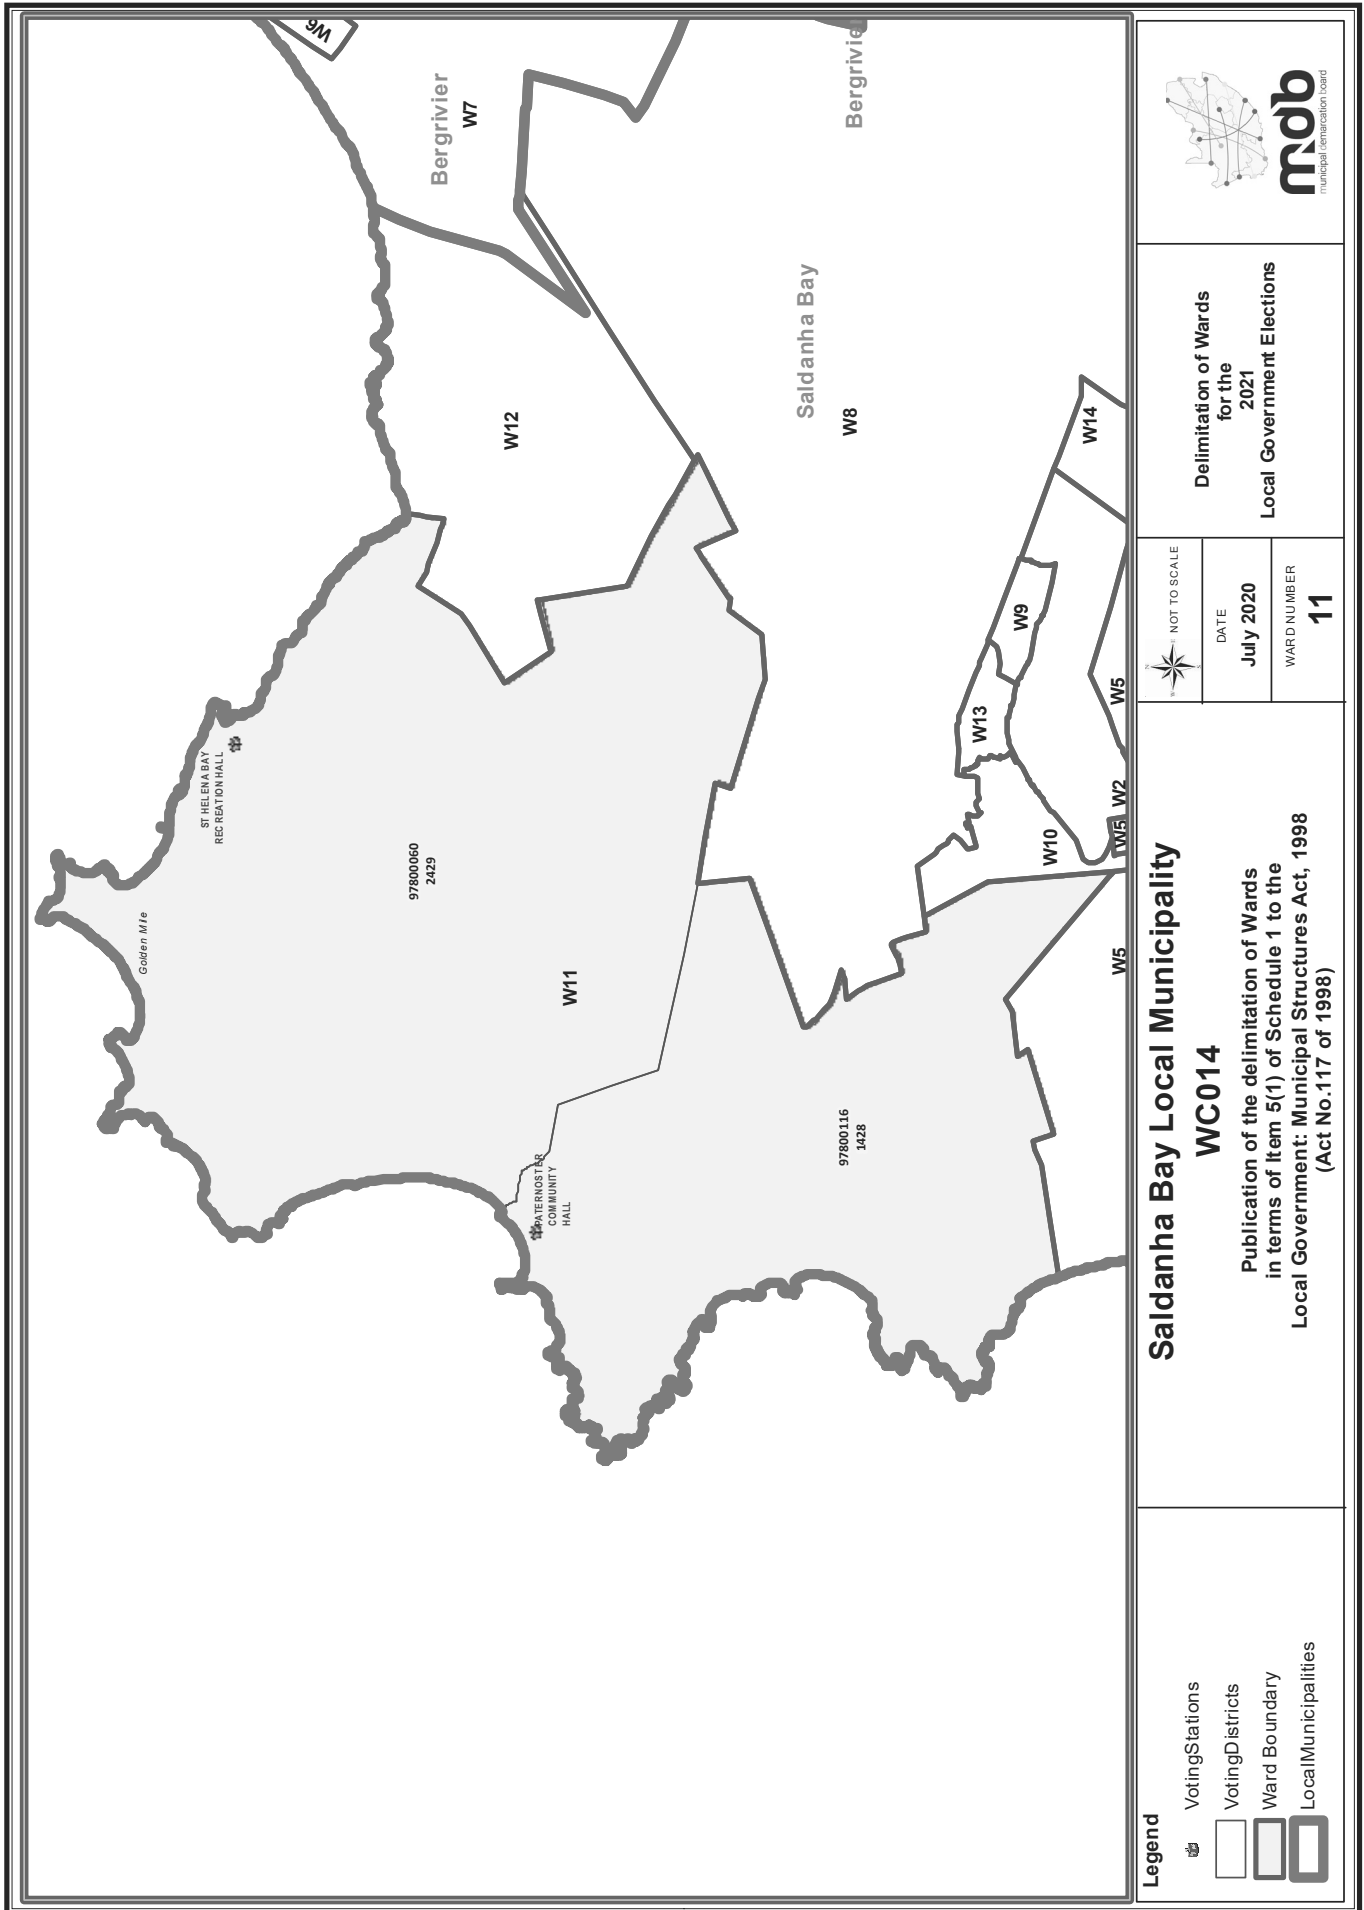 W6
Bergrivier
W7
Bergrivie
Saldanha Bay
W8
W12
W14
W9
W13
W5
W2
W5
W10
W5
ST HELENA BAY
RECREATION HALL
Golden Mile
97800060
2429
W11
PATERNOSTER
COMMUNITY
HALL
97800116
1428
Legend
VotingStations
VotingDistricts
Ward Boundary
LocalMunicipalities
Saldanha Bay Local Municipality
WC014
Publication of the delimitation of Wards
in terms of Item 5(1) of Schedule 1 to the
Local Government: Municipal Structures Act, 1998
(Act No.117 of 1998)
N
W
E
S
NOT TO SCALE
DATE
July 2020
WARD NUMBER
11
Delimitation of Wards
for the
2021
Local Government Elections
mdb
municipal demarcation board